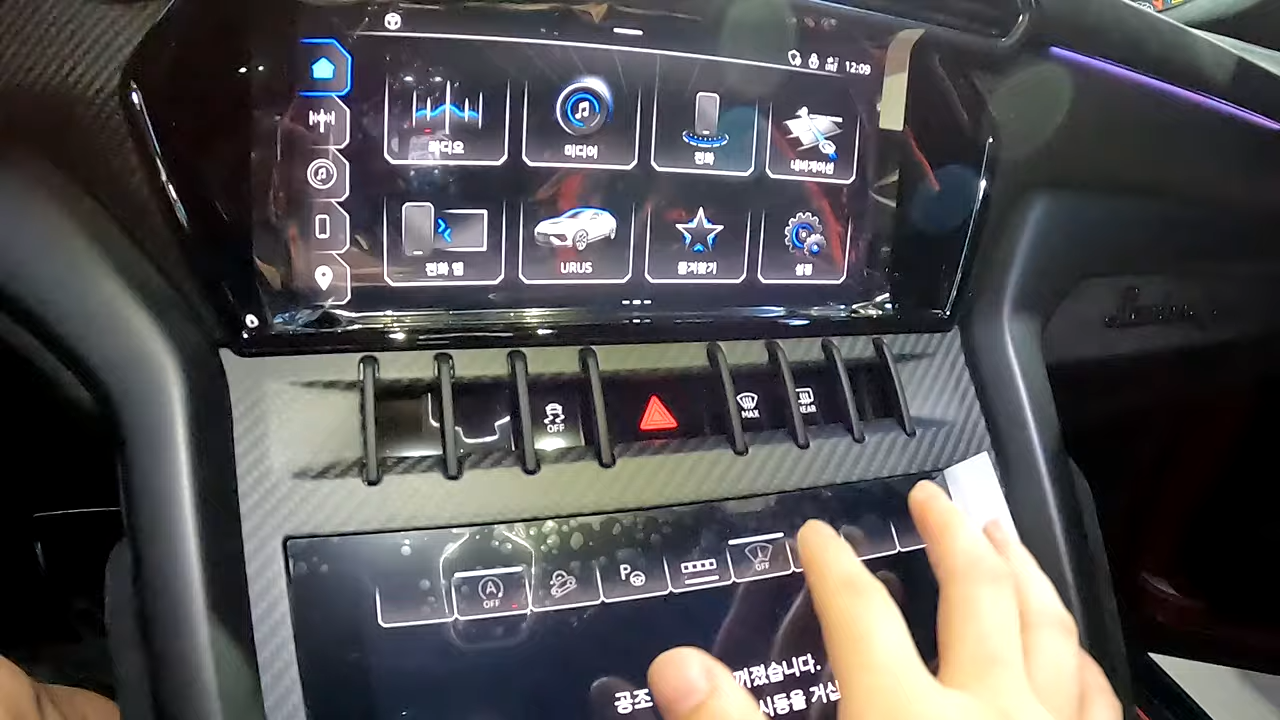 12:09
라디오
미디어
전화
내비게이션
전화 앱
URUS
즐겨찾기
설정
OFF
MAX
REAR
A
OFF
P
OFF
공조 꺼졌습니다.
시동을 거십